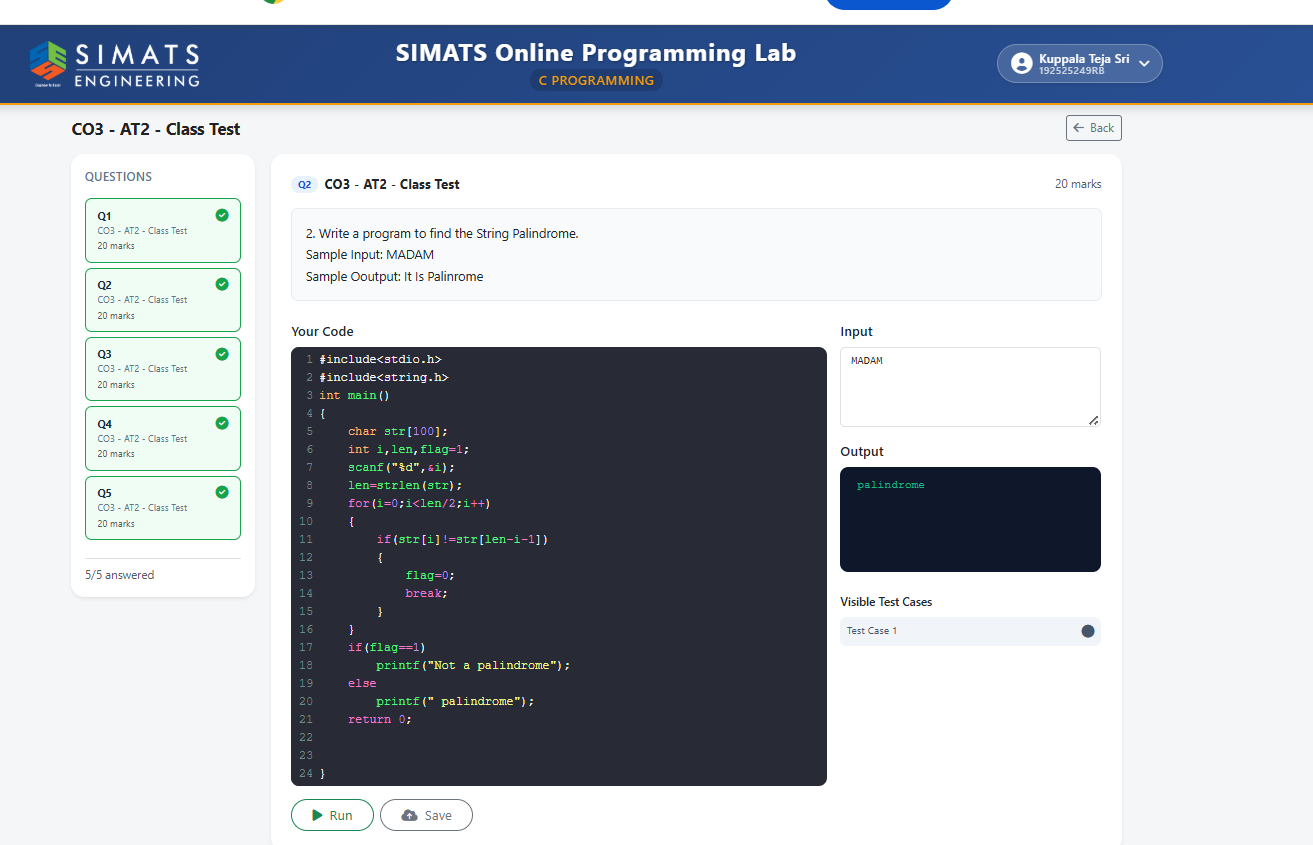 SIMATS
ENGINEERING
Engineer to Excel
SIMATS Online Programming Lab
C PROGRAMMING
Kuppala Teja Sri
192525249RB
CO3 - AT2 - Class Test
← Back
QUESTIONS
Q1
CO3 - AT2 - Class Test
20 marks
Q2
CO3 - AT2 - Class Test
20 marks
Q3
CO3 - AT2 - Class Test
20 marks
Q4
CO3 - AT2 - Class Test
20 marks
Q5
CO3 - AT2 - Class Test
20 marks
5/5 answered
Q2 CO3 - AT2 - Class Test
20 marks
2. Write a program to find the String Palindrome.
Sample Input: MADAM
Sample Ooutput: It Is Palinrome
Your Code
1 #include<stdio.h>
2 #include<string.h>
3 int main()
4 {
5     char str[100];
6     int i,len,flag=1;
7     scanf("%d",&i);
8     len=strlen(str);
9     for(i=0;i<len/2;i++)
10     {
11         if(str[i]!=str[len-i-1])
12         {
13             flag=0;
14             break;
15         }
16     }
17     if(flag==1)
18         printf("Not a palindrome");
19     else
20         printf(" palindrome");
21     return 0;
22
23
24 }
Run
Save
Input
MADAM
Output
palindrome
Visible Test Cases
Test Case 1